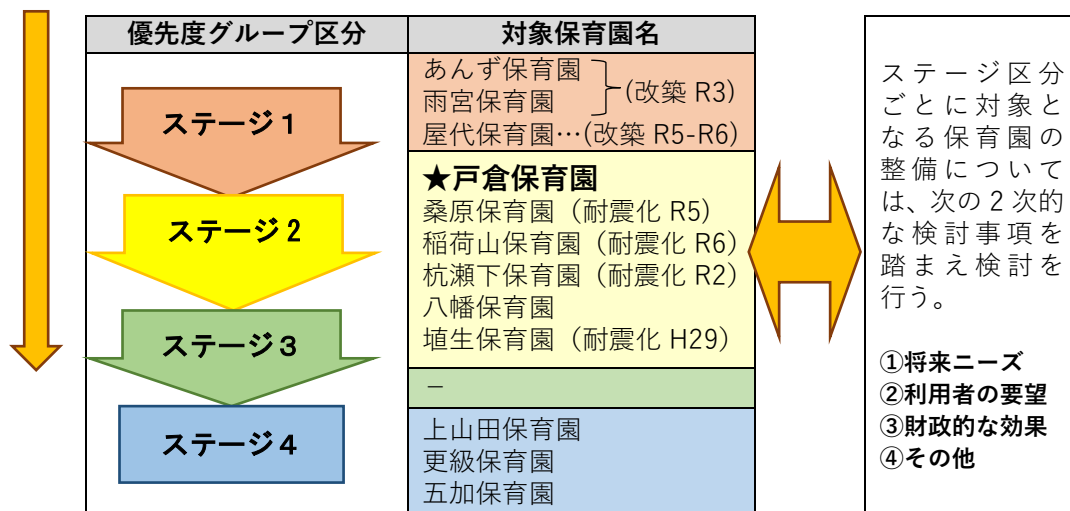 優先度グループ区分
対象保育園名
ステージ1
あんず保育園
雨宮保育園
(改築 R3)
屋代保育園…(改築 R5-R6)
ステージ2
★戸倉保育園
桑原保育園(耐震化 R5)
稲荷山保育園(耐震化 R6)
杭瀬下保育園(耐震化 R2)
八幡保育園
埴生保育園(耐震化 H29)
ステージ3
－
ステージ4
上山田保育園
更級保育園
五加保育園
ステージ区分
ごとに対象と
なる保育園の
整備について
は、次の2次的
な検討事項を
踏まえ検討を
行う。
①将来ニーズ
②利用者の要望
③財政的な効果
④その他